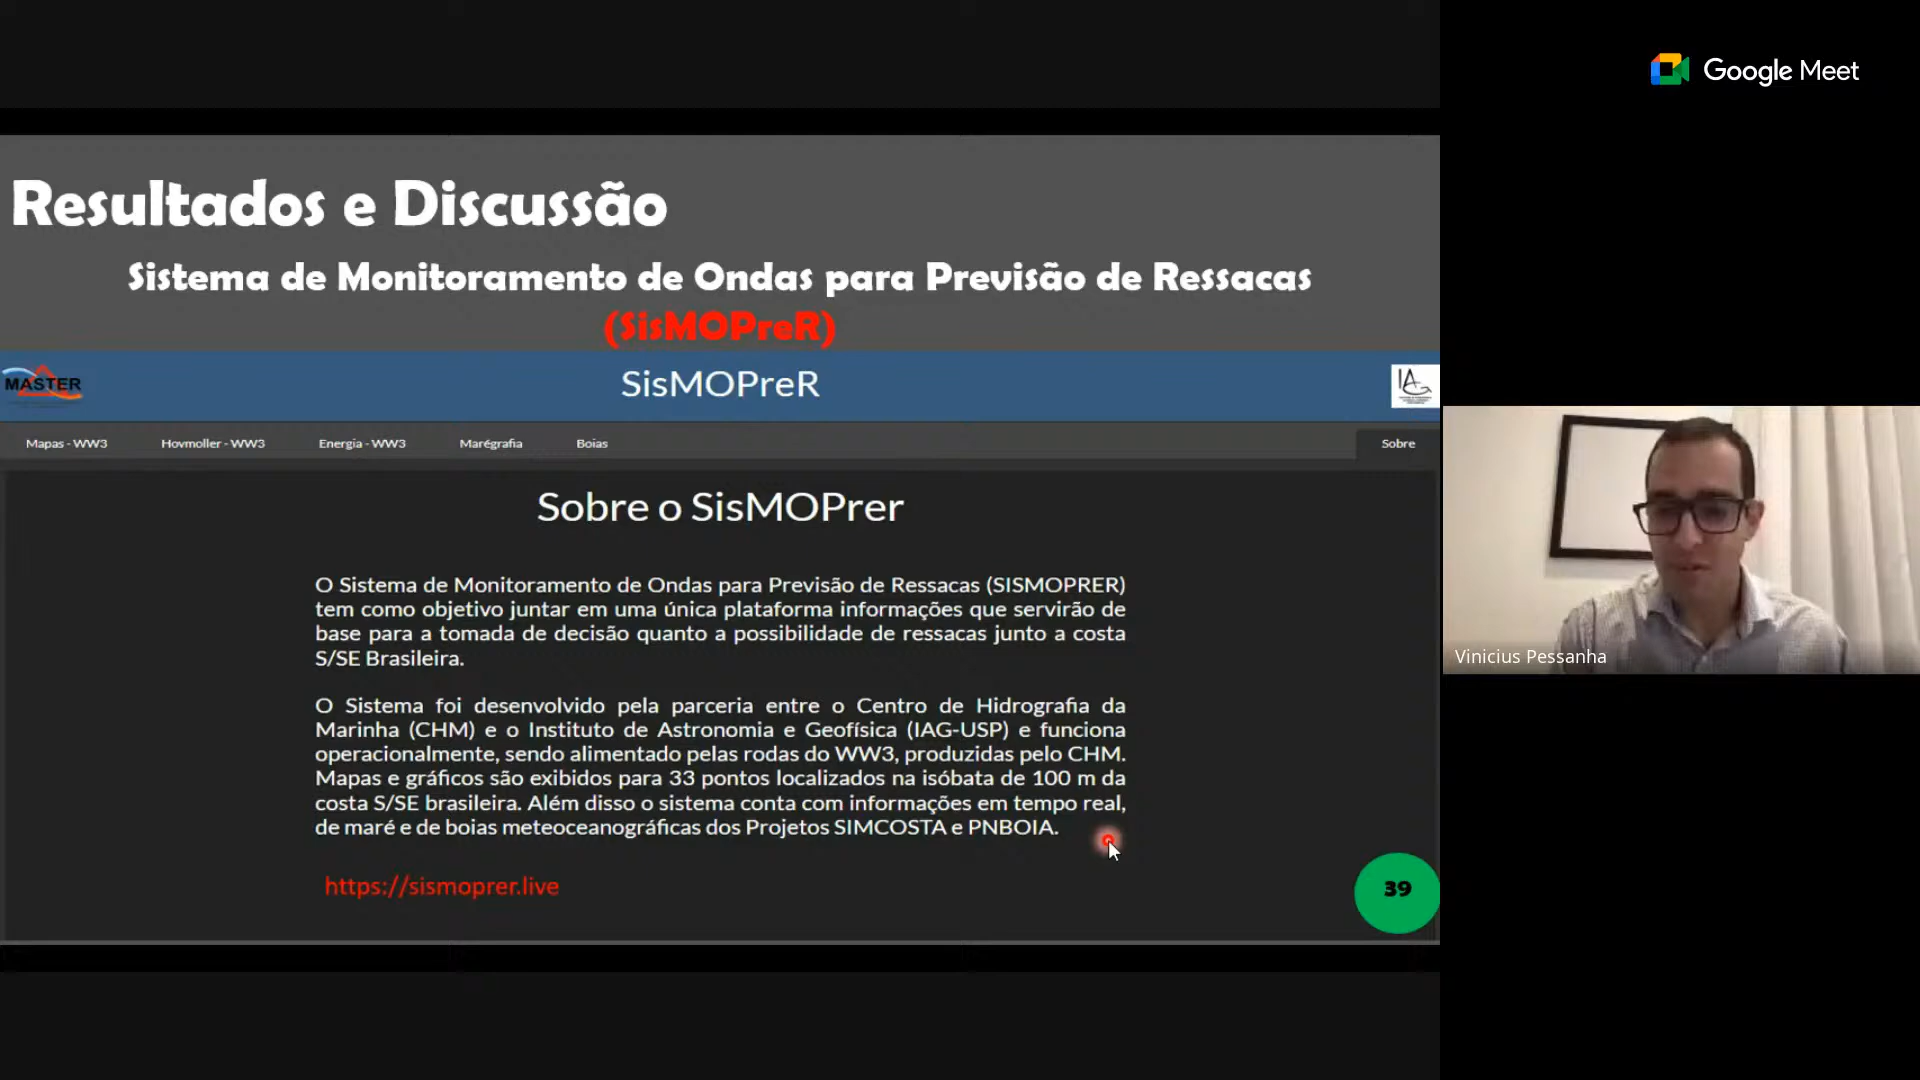 Google Meet
Resultados e Discussão
Sistema de Monitoramento de Ondas para Previsão de Ressacas
(SisMOPreR)
MASTER
SisMOPreR
IAG
Mapas - WW3
Hovmoller - WW3
Energia - WW3
Marégrafia
Boias
Sobre
Sobre o SisMOPrer
O Sistema de Monitoramento de Ondas para Previsão de Ressacas (SISMOPRER)
tem como objetivo juntar em uma única plataforma informações que servirão de
base para a tomada de decisão quanto a possibilidade de ressacas junto a costa
S/SE Brasileira.
O Sistema foi desenvolvido pela parceria entre o Centro de Hidrografia da
Marinha (CHM) e o Instituto de Astronomia e Geofísica (IAG-USP) e funciona
operacionalmente, sendo alimentado pelas rodas do WW3, produzidas pelo CHM.
Mapas e gráficos são exibidos para 33 pontos localizados na isóbata de 100 m da
costa S/SE brasileira. Além disso o sistema conta com informações em tempo real,
de maré e de boias meteoceanográficas dos Projetos SIMCOSTA e PNBOIA.
https://sismoprer.live
39
Vinicius Pessanha